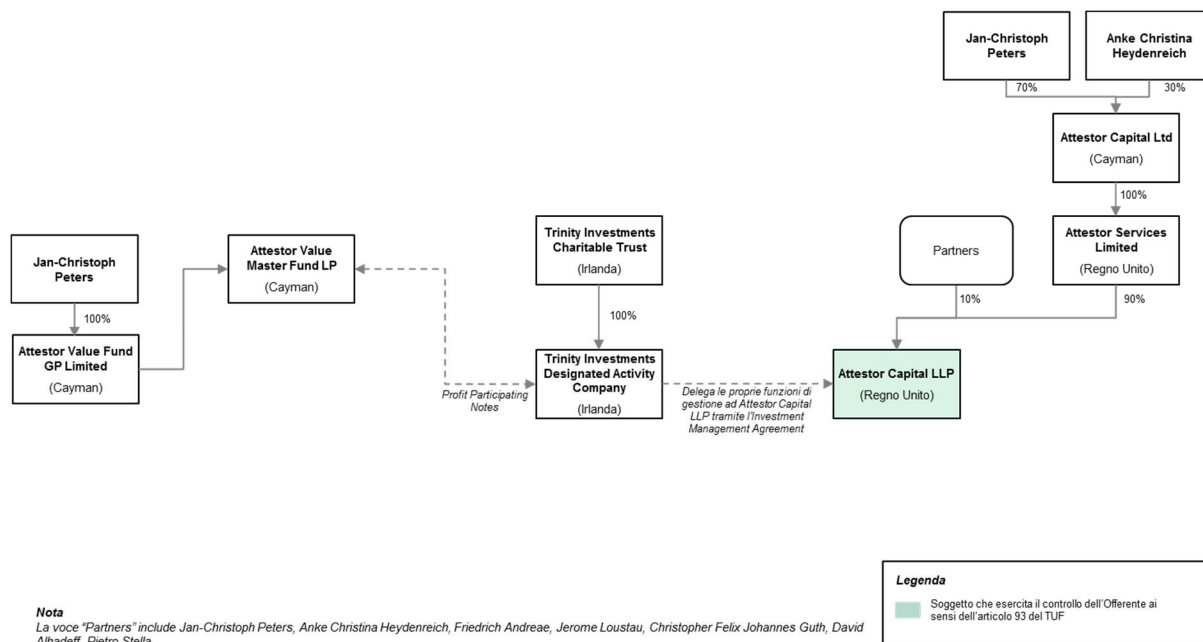 Jan-Christoph
Peters
Anke Christina
Heydenreich
70%
30%
Attestor Capital Ltd
(Cayman)
100%
Jan-Christoph
Peters
Attestor Value
Master Fund LP
(Cayman)
Trinity Investments
Charitable Trust
(Irlanda)
Partners
Attestor Services
Limited
(Regno Unito)
100%
100%
10%
90%
Attestor Value Fund
GP Limited
(Cayman)
Profit Participating
Notes
Trinity Investments
Designated Activity
Company
(Irlanda)
Delega le proprie funzioni di
gestione ad Attestor Capital
LLP tramite l'Investment
Management Agreement
Attestor Capital LLP
(Regno Unito)
Nota
La voce "Partners" include Jan-Christoph Peters, Anke Christina Heydenreich, Friedrich Andreae, Jerome Loustau, Christopher Felix Johannes Guth, David
Alhadeff, Pietro Stella
Legenda
Soggetto che esercita il controllo dell'Offerente ai
sensi dell'articolo 93 del TUF